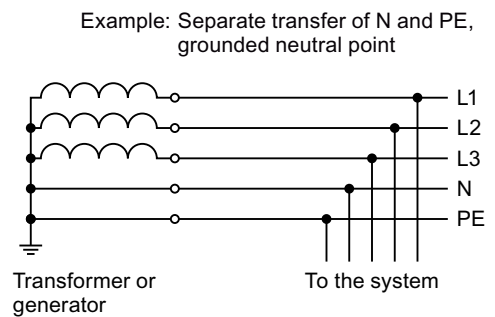 Example: Separate transfer of N and PE,
grounded neutral point
L1
L2
L3
N
PE
Transformer or
generator
To the system